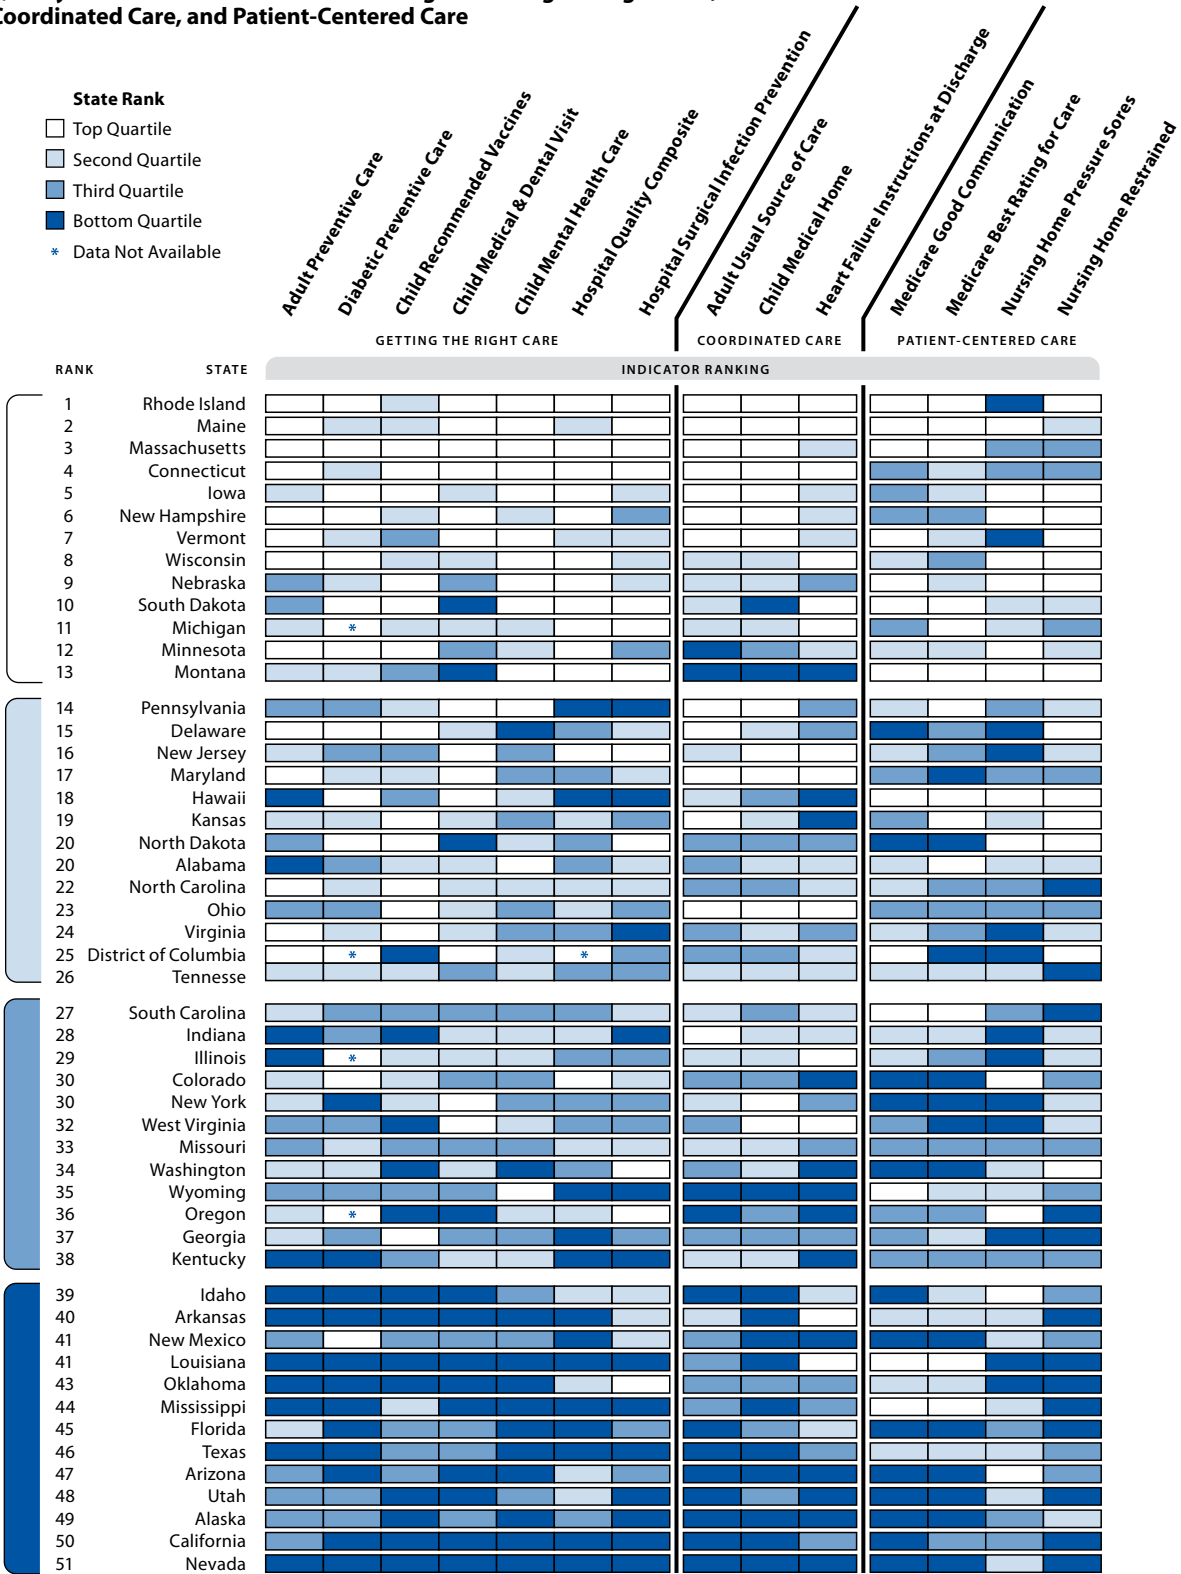 Coordinated Care, and Patient-Centered Care
State Rank
Top Quartile
Second Quartile
Third Quartile
Bottom Quartile
* Data Not Available
Adult Preventive Care
Diabetic Preventive Care
Child Recommended Vaccines
Child Medical & Dental Visit
Child Mental Health Care
Hospital Quality Composite
Hospital Surgical Infection Prevention
Adult Usual Source of Care
Child Medical Home
Heart Failure Instructions at Discharge
Medicare Good Communication
Medicare Best Rating for Care
Nursing Home Pressure Sores
Nursing Home Restrained
GETTING THE RIGHT CARE COORDINATED CARE PATIENT-CENTERED CARE
RANK STATE INDICATOR RANKING
1 Rhode Island
2 Maine
3 Massachusetts
4 Connecticut
5 Iowa
6 New Hampshire
7 Vermont
8 Wisconsin
9 Nebraska
10 South Dakota
11 Michigan *
12 Minnesota
13 Montana
14 Pennsylvania
15 Delaware
16 New Jersey
17 Maryland
18 Hawaii
19 Kansas
20 North Dakota
20 Alabama
22 North Carolina
23 Ohio
24 Virginia
25 District of Columbia * *
26 Tennesse
27 South Carolina
28 Indiana
29 Illinois *
30 Colorado
30 New York
32 West Virginia
33 Missouri
34 Washington
35 Wyoming
36 Oregon *
37 Georgia
38 Kentucky
39 Idaho
40 Arkansas
41 New Mexico
41 Louisiana
43 Oklahoma
44 Mississippi
45 Florida
46 Texas
47 Arizona
48 Utah
49 Alaska
50 California
51 Nevada